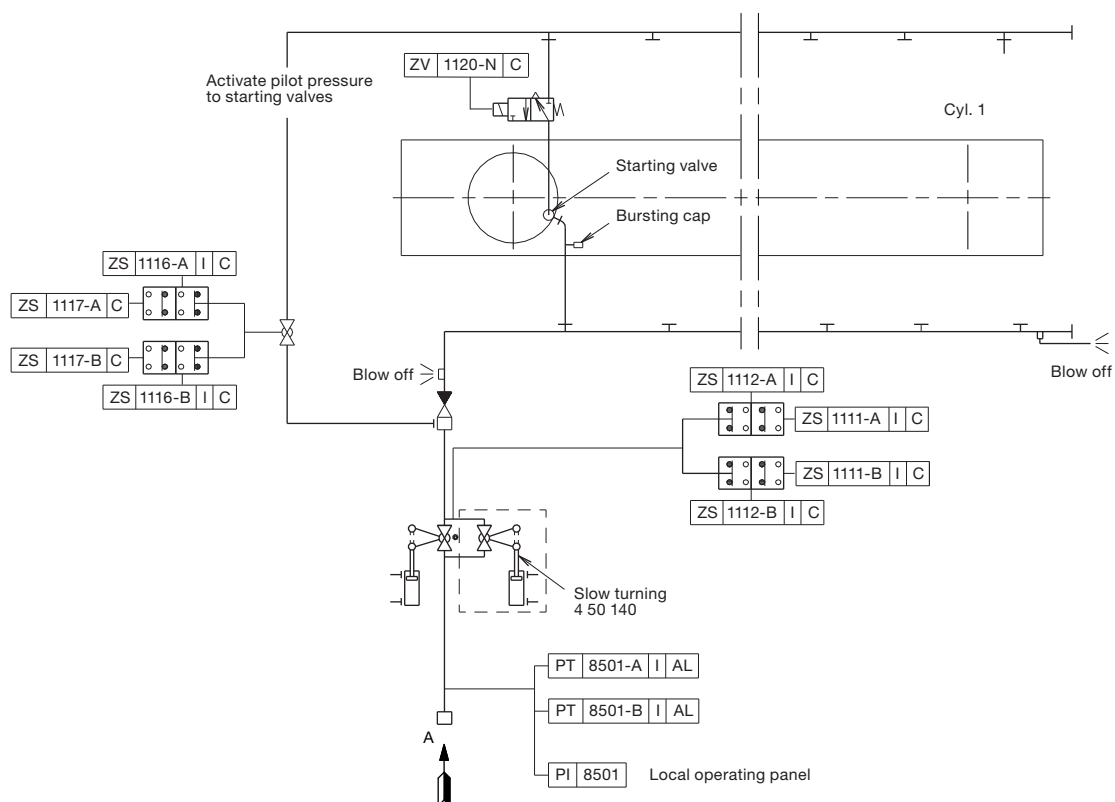 ZV 1120-N C
Activate pilot pressure
to starting valves
Cyl. 1
Starting valve
Bursting cap
ZS 1116-A I C
ZS 1117-A C
ZS 1117-B C
ZS 1116-B I C
Blow off
Blow off
ZS 1112-A I C
ZS 1111-A I C
ZS 1111-B I C
ZS 1112-B I C
Slow turning
4 50 140
PT 8501-A I AL
PT 8501-B I AL
A
PI 8501
Local operating panel